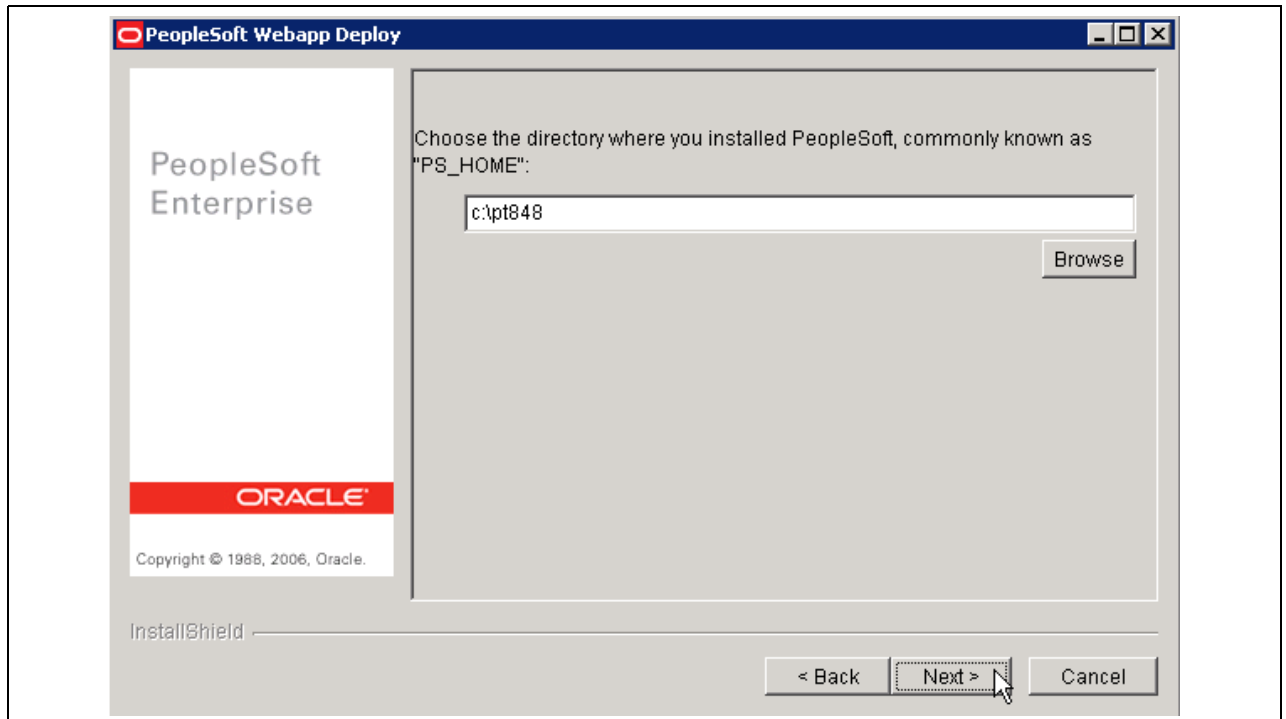 PeopleSoft Webapp Deploy
PeopleSoft
Enterprise
Choose the directory where you installed PeopleSoft, commonly known as
"PS_HOME":
c:\pt848
Browse
ORACLE
Copyright © 1988, 2006, Oracle.
InstallShield
< Back Next > Cancel